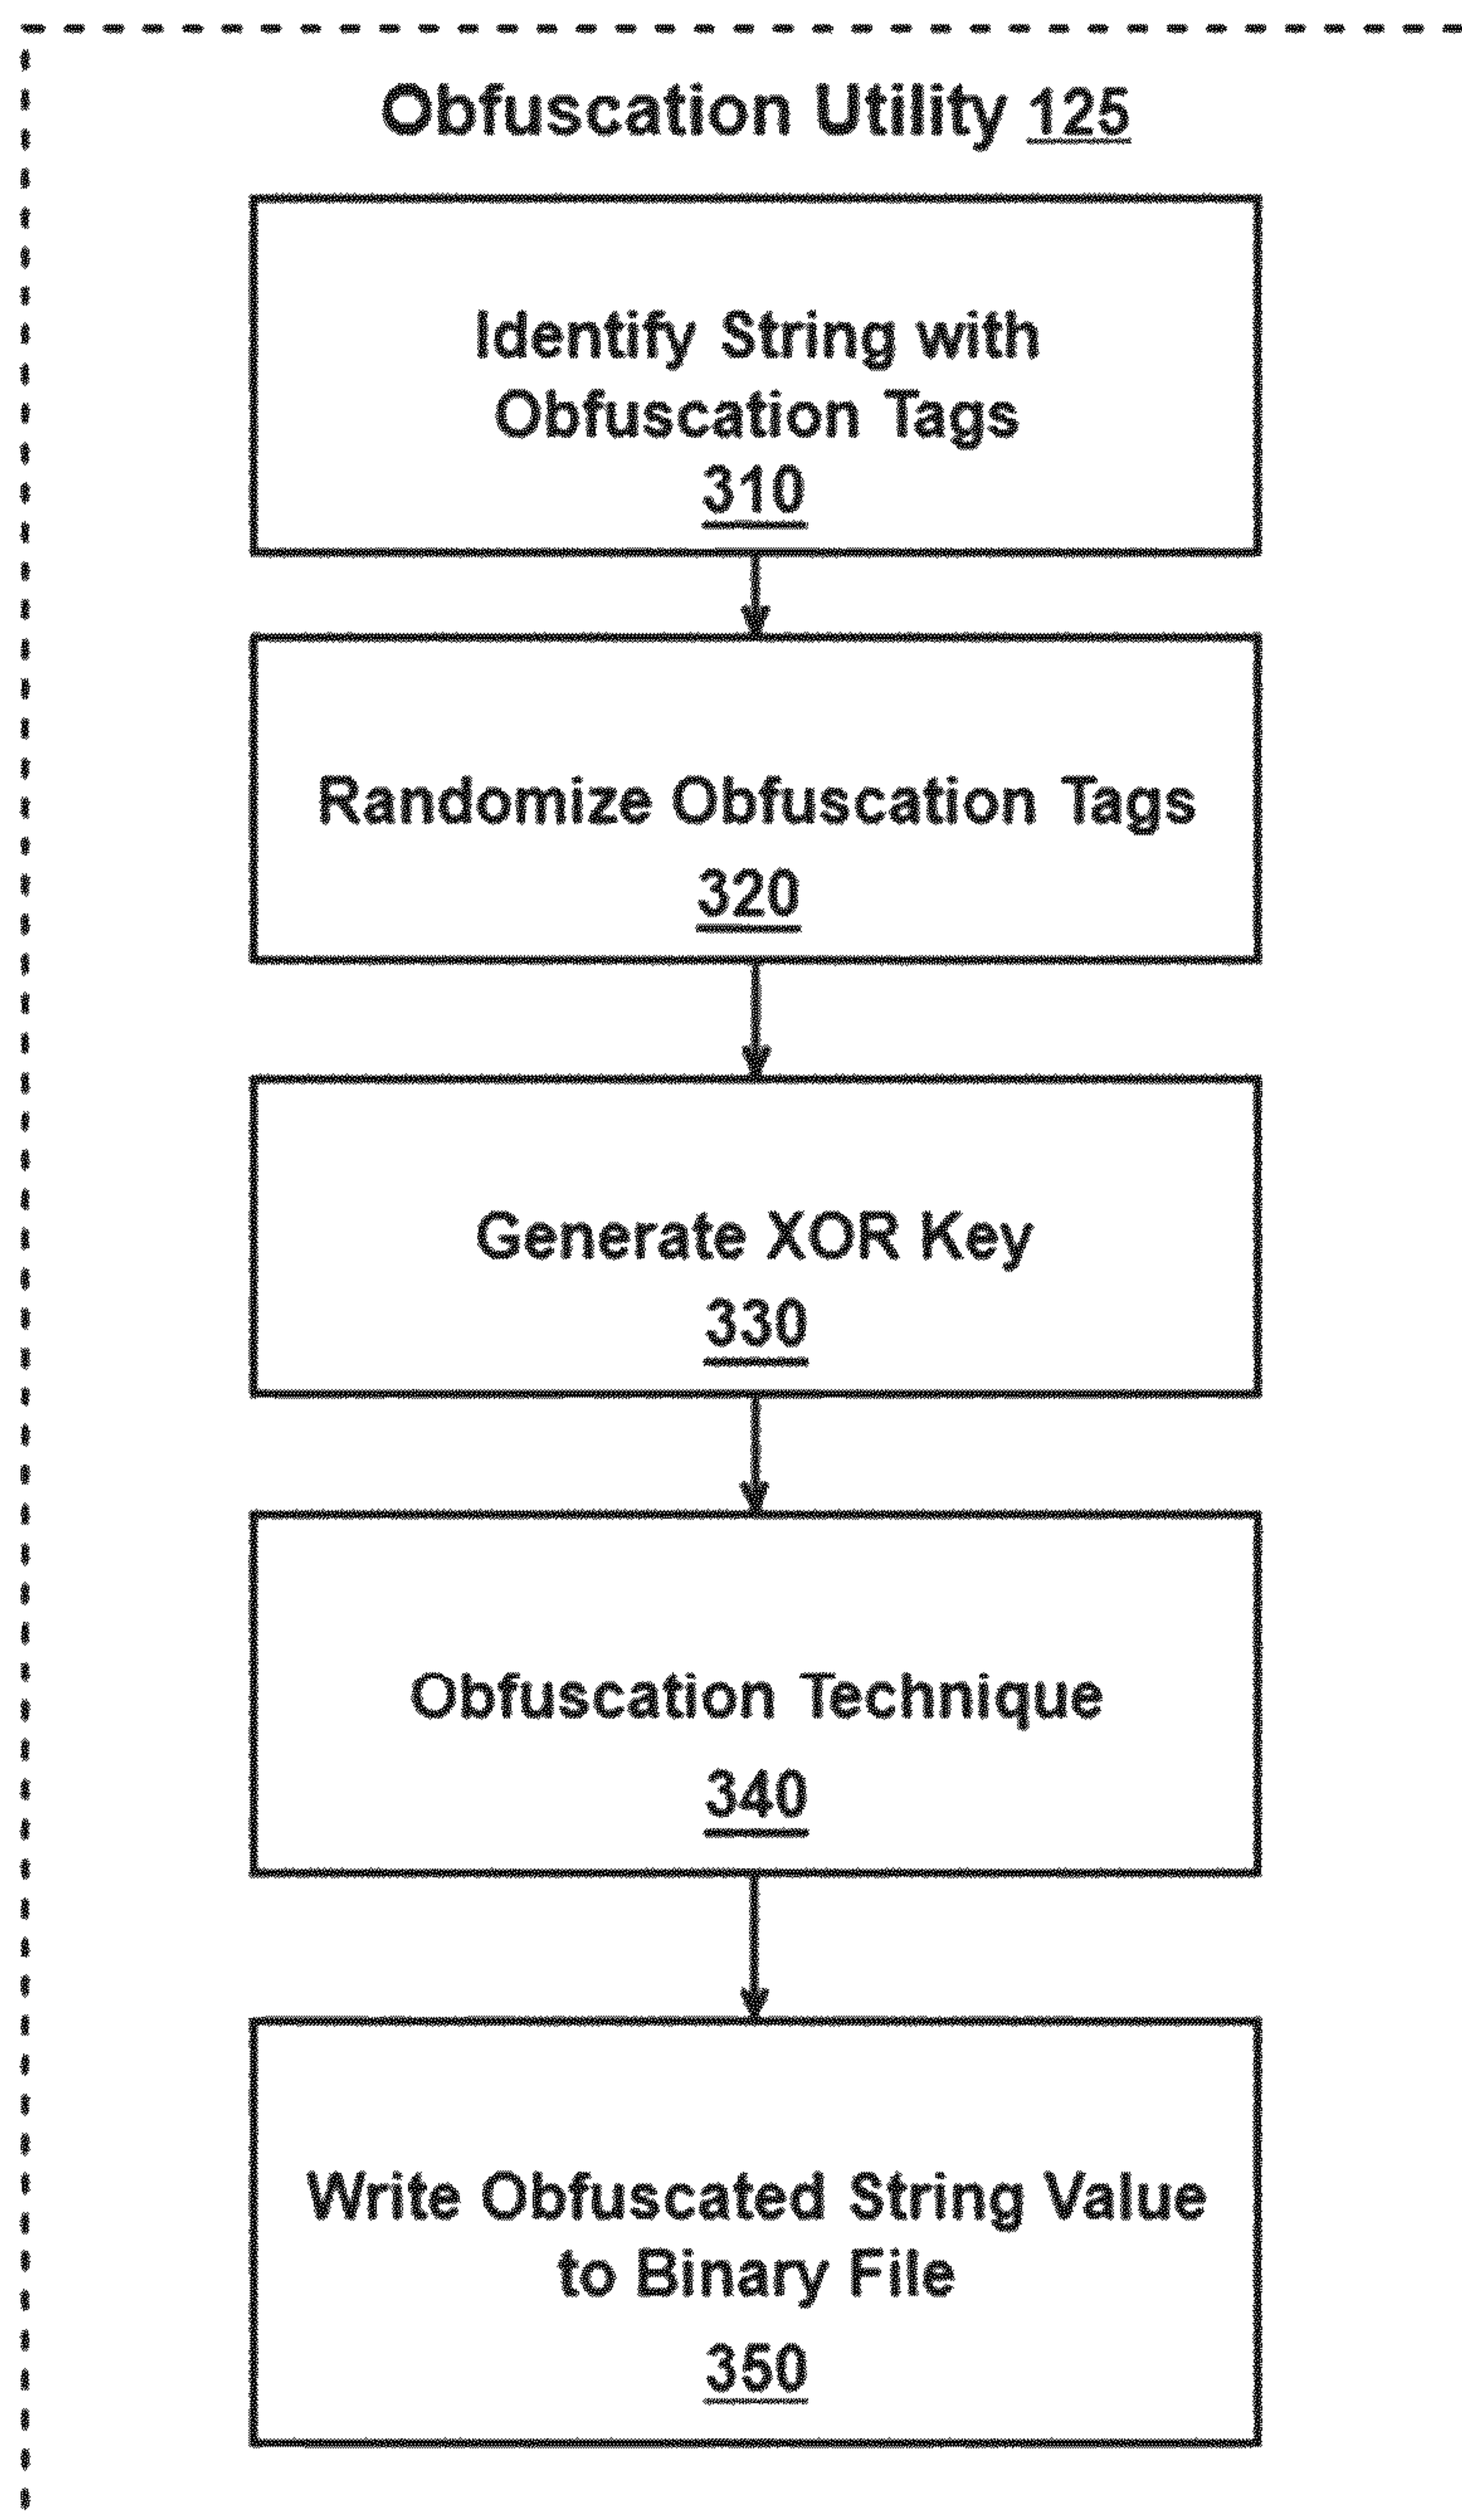 Obfuscation Utility 125
Identify String with
Obfuscation Tags
310
Randomize Obfuscation Tags
320
Generate XOR Key
330
Obfuscation Technique
340
Write Obfuscated String Value
to Binary File
350